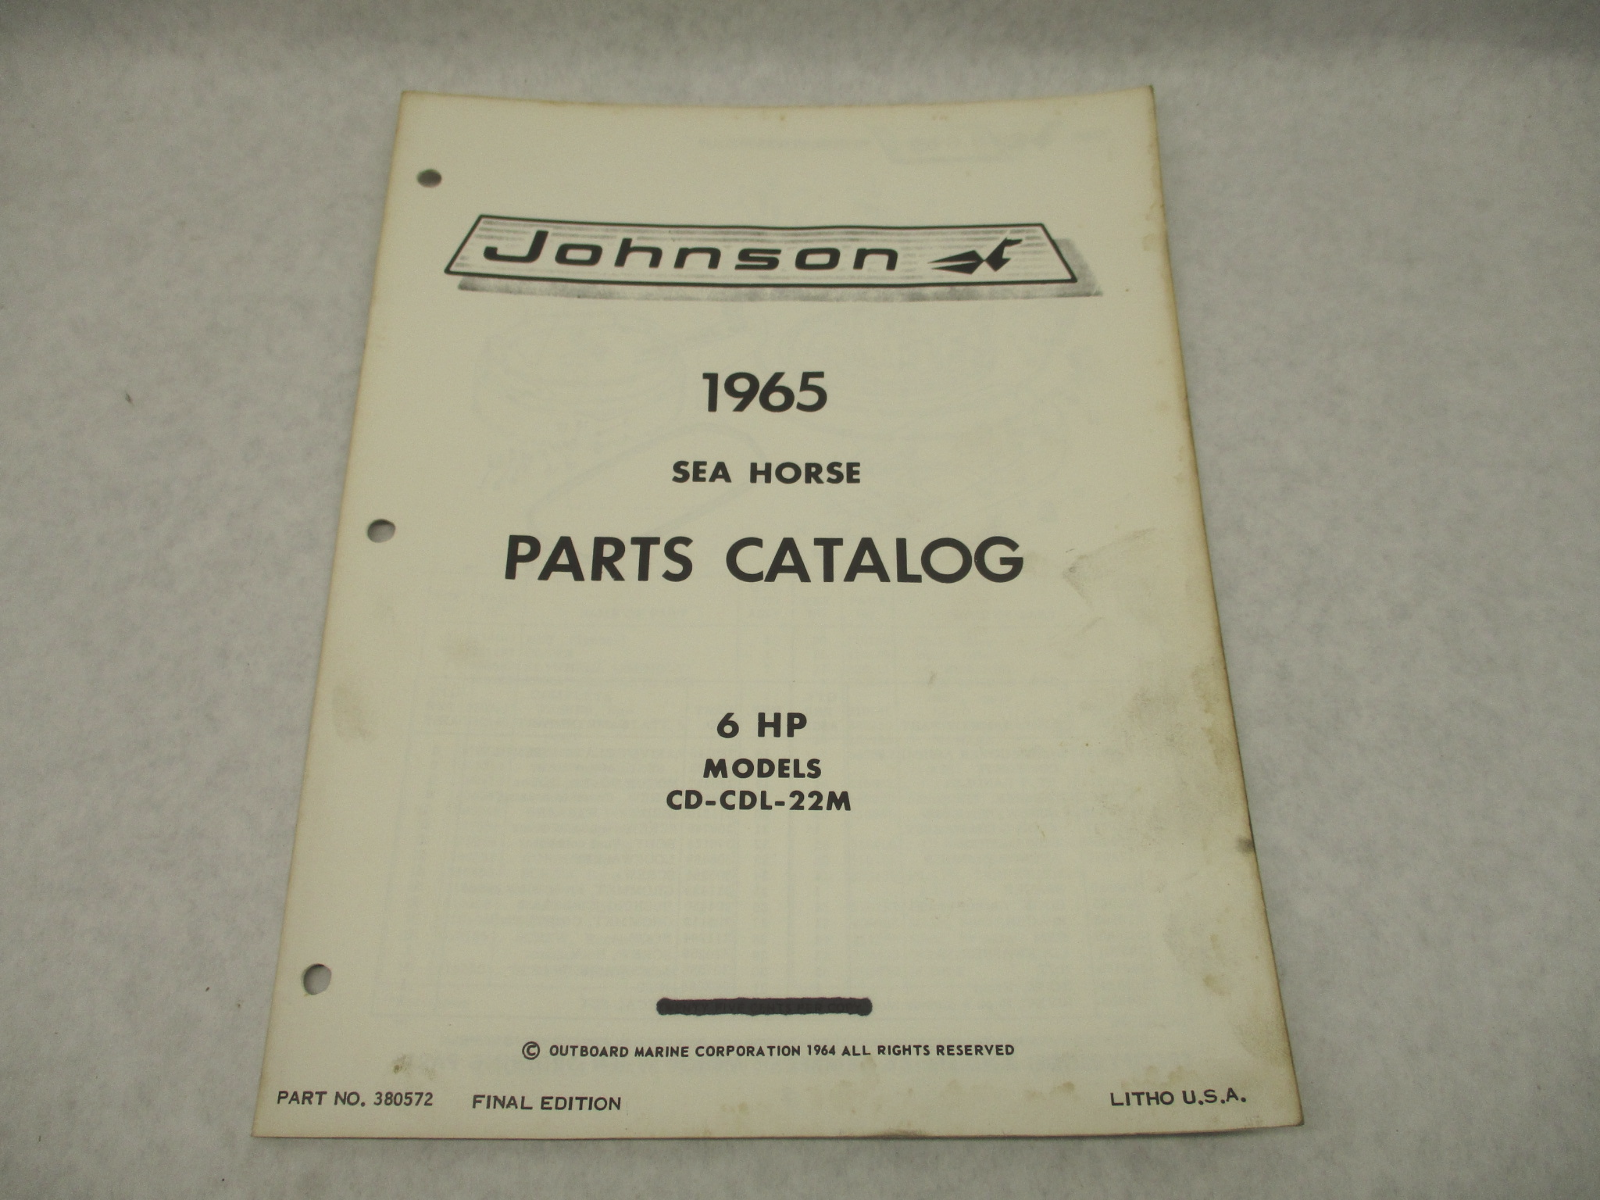 Johnson
1965
SEA HORSE
PARTS CATALOG
6 HP
MODELS
CD-CDL-22M
© OUTBOARD MARINE CORPORATION 1964 ALL RIGHTS RESERVED
PART NO. 380572 FINAL EDITION LITHO U.S.A.